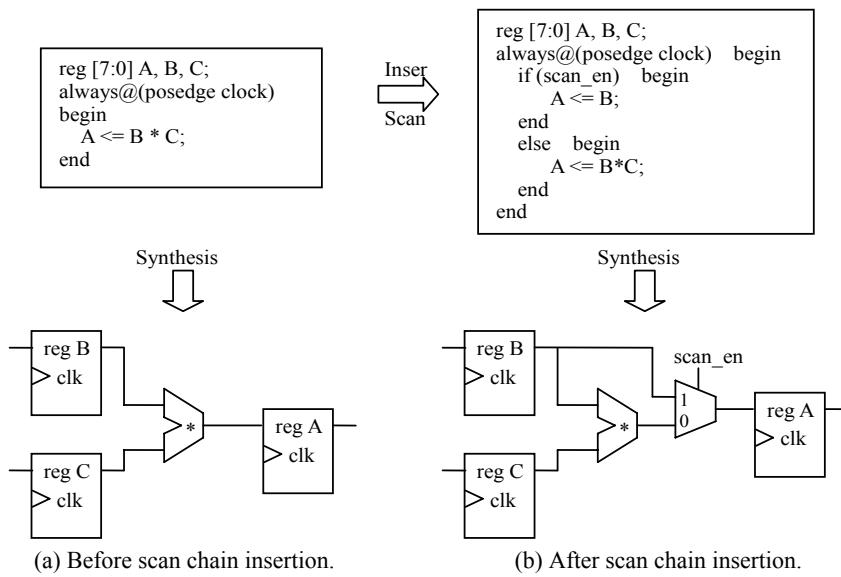 reg [7:0] A, B, C;
always@(posedge clock)
begin
A <= B * C;
end
Inser
Scan
reg [7:0] A, B, C;
always@(posedge clock) begin
if (scan_en) begin
A <= B;
end
else begin
A <= B*C;
end
end
Synthesis
Synthesis
reg B
clk
*
reg A
clk
reg C
clk
reg B
clk
scan_en
1
0
*
reg A
clk
reg C
clk
(a) Before scan chain insertion.
(b) After scan chain insertion.